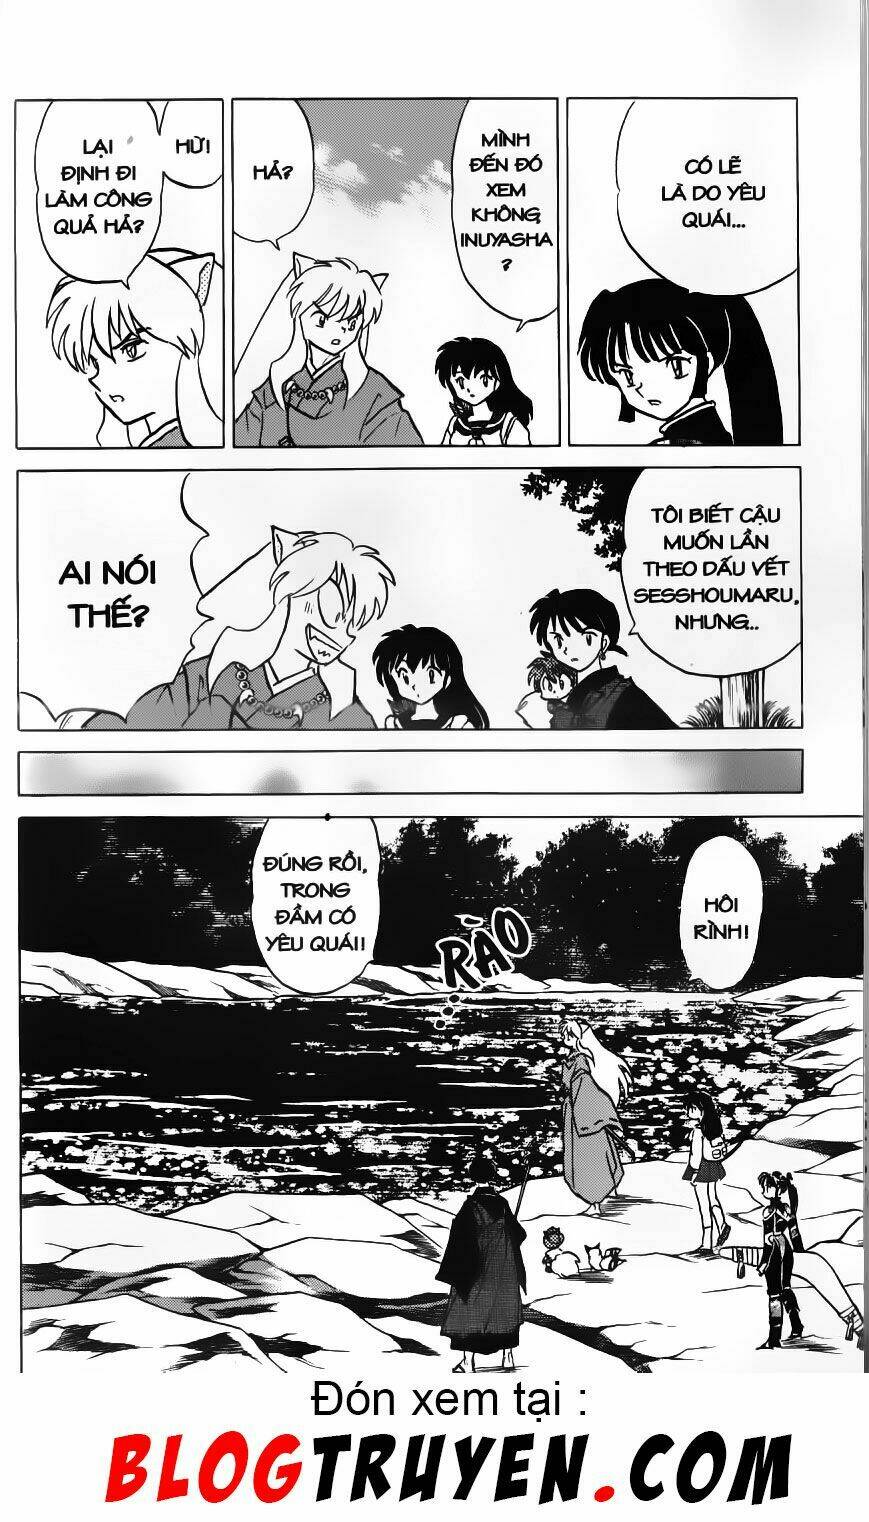 CÓ LẼ
LÀ DO YÊU
QUÁI...
MÌNH
ĐẾN ĐÓ
XEM
KHÔNG,
INUYASHA
?
HẢ?
HỪ!
LẠI
ĐỊNH ĐI
LÀM CÔNG
QUẢ HẢ?
TÔI BIẾT CẬU
MUỐN LẦN
THEO DẤU VẾT
SESSHOUMARU,
NHƯNG...
AI NÓI
THẾ?
HÔI
RÌNH!
RÀO
ĐÚNG RỒI,
TRONG
ĐẦM CÓ
YÊU QUÁI!
Đón xem tại :
BLOGTRUYEN.COM